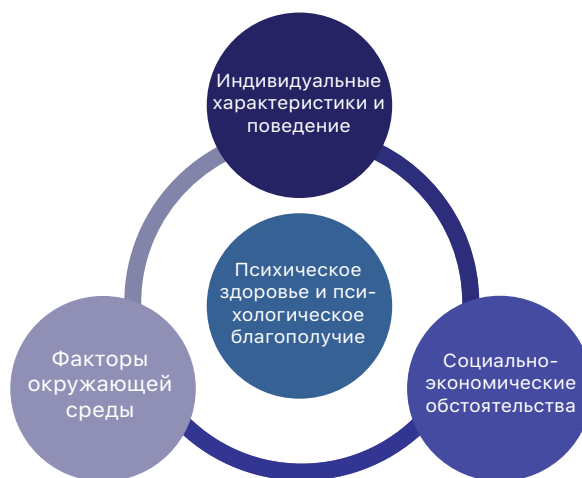 Индивидуальные
характеристики и
поведение
Психическое
здоровье и пси-
хологическое
благополучие
Факторы
окружающей
среды
Социально-
экономические
обстоятельства